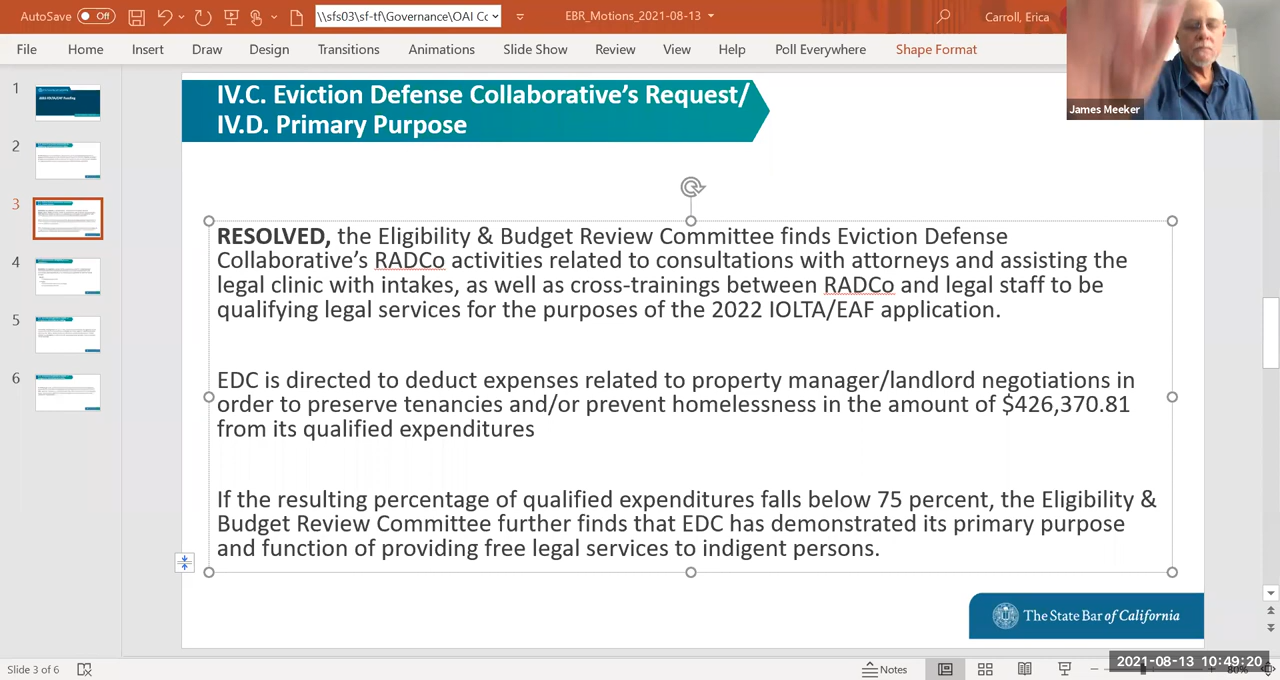 AutoSave Off \\sfs03\sf-tf\Governance\OAI Cc EBR_Motions_2021-08-13 Carroll, Erica
File Home Insert Draw Design Transitions Animations Slide Show Review View Help Poll Everywhere Shape Format
James Meeker
1
2
3
4
5
6
IV.C. Eviction Defense Collaborative’s Request/
IV.D. Primary Purpose
RESOLVED, the Eligibility & Budget Review Committee finds Eviction Defense
Collaborative’s RADCo activities related to consultations with attorneys and assisting the
legal clinic with intakes, as well as cross-trainings between RADCo and legal staff to be
qualifying legal services for the purposes of the 2022 IOLTA/EAF application.
EDC is directed to deduct expenses related to property manager/landlord negotiations in
order to preserve tenancies and/or prevent homelessness in the amount of $426,370.81
from its qualified expenditures
If the resulting percentage of qualified expenditures falls below 75 percent, the Eligibility &
Budget Review Committee further finds that EDC has demonstrated its primary purpose
and function of providing free legal services to indigent persons.
The State Bar of California
Slide 3 of 6 Notes 80%
2021-08-13 10:49:20